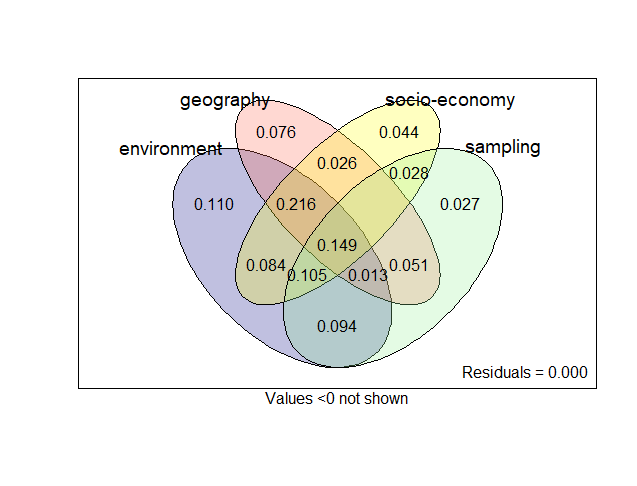 geography socio-economy
environment sampling
0.076 0.044
0.026 0.028
0.110 0.216 0.027
0.149
0.084 0.105 0.013 0.051
0.094
Residuals = 0.000
Values <0 not shown